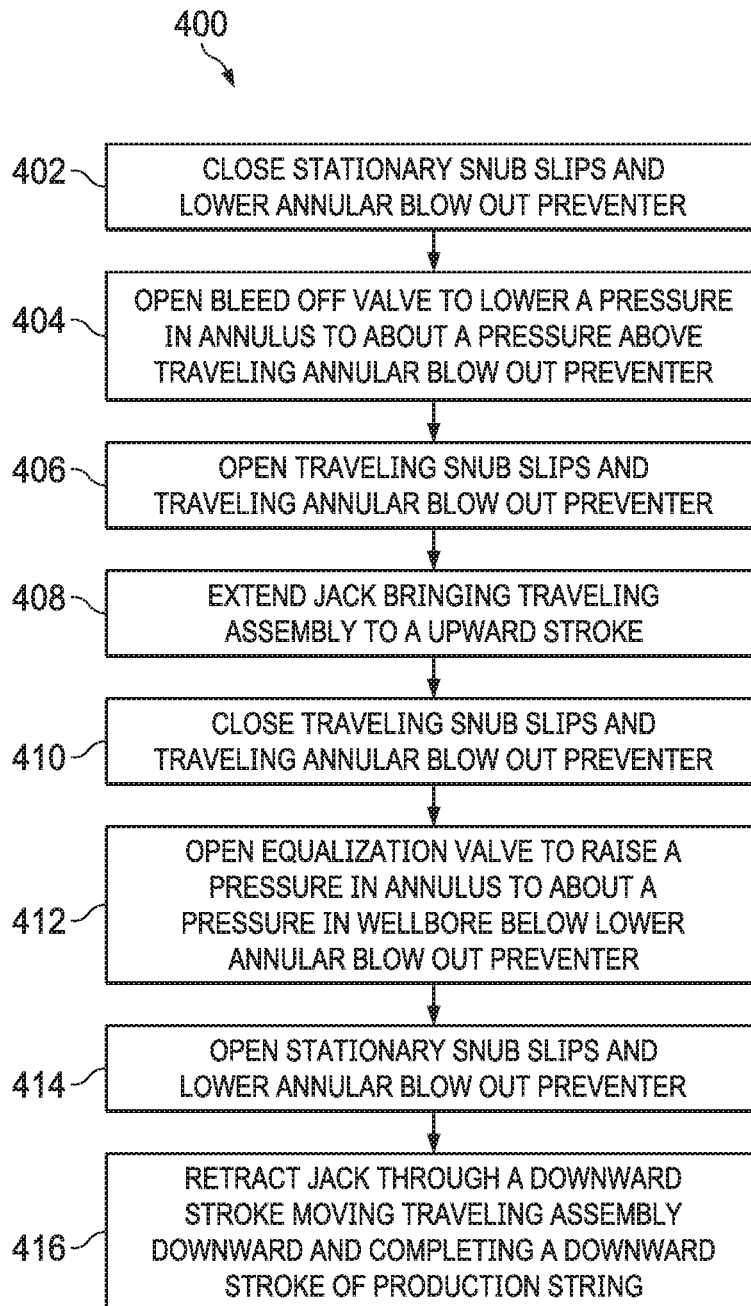 400
402
CLOSE STATIONARY SNUB SLIPS AND
LOWER ANNULAR BLOW OUT PREVENTER
404
OPEN BLEED OFF VALVE TO LOWER A PRESSURE
IN ANNULUS TO ABOUT A PRESSURE ABOVE
TRAVELING ANNULAR BLOW OUT PREVENTER
406
OPEN TRAVELING SNUB SLIPS AND
TRAVELING ANNULAR BLOW OUT PREVENTER
408
EXTEND JACK BRINGING TRAVELING
ASSEMBLY TO A UPWARD STROKE
410
CLOSE TRAVELING SNUB SLIPS AND
TRAVELING ANNULAR BLOW OUT PREVENTER
412
OPEN EQUALIZATION VALVE TO RAISE A
PRESSURE IN ANNULUS TO ABOUT A
PRESSURE IN WELLBORE BELOW LOWER
ANNULAR BLOW OUT PREVENTER
414
OPEN STATIONARY SNUB SLIPS AND
LOWER ANNULAR BLOW OUT PREVENTER
416
RETRACT JACK THROUGH A DOWNWARD
STROKE MOVING TRAVELING ASSEMBLY
DOWNWARD AND COMPLETING A DOWNWARD
STROKE OF PRODUCTION STRING